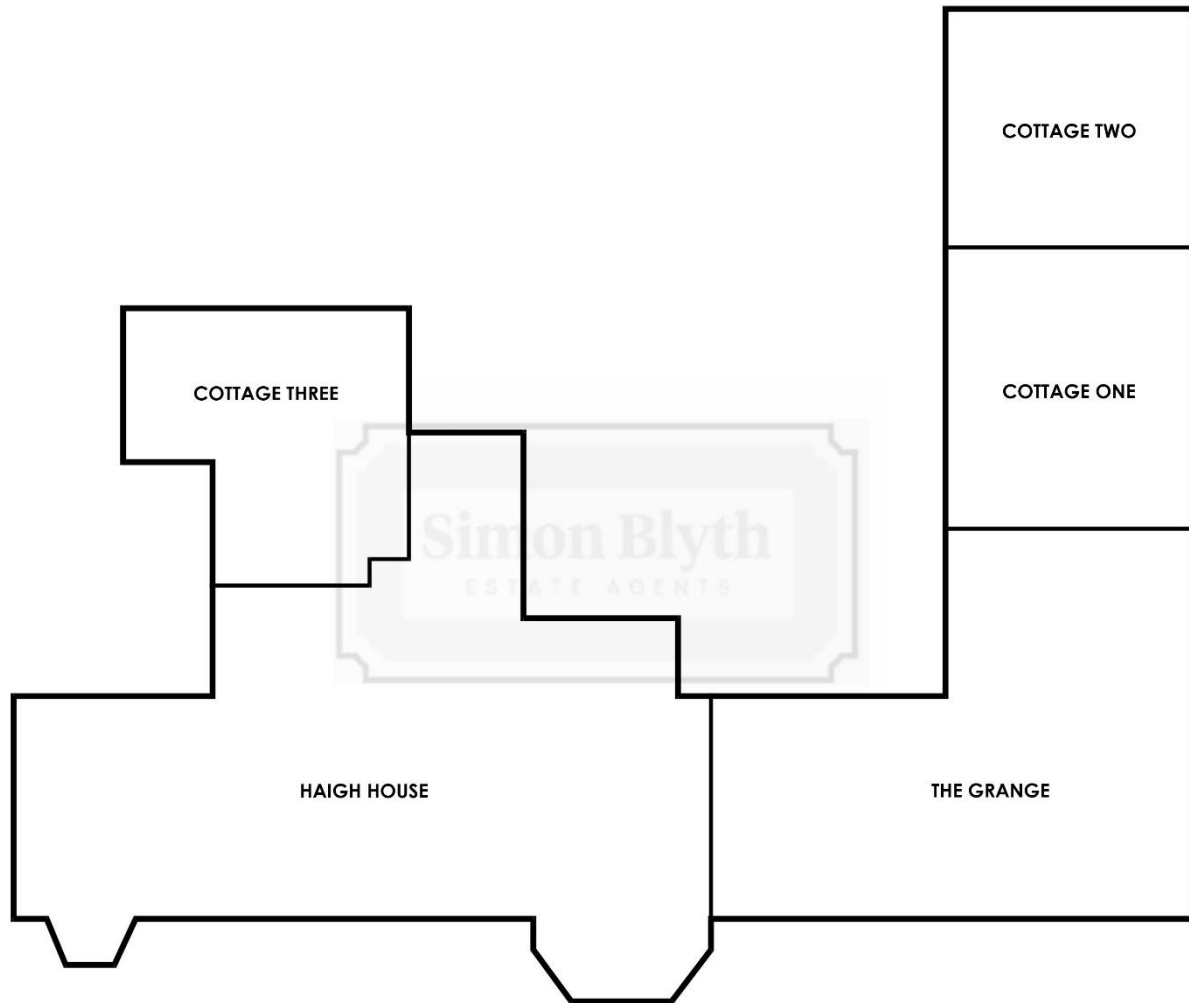 COTTAGE TWO
COTTAGE THREE
COTTAGE ONE
Simon Blyth
ESTATE AGENTS
HAIGH HOUSE
THE GRANGE